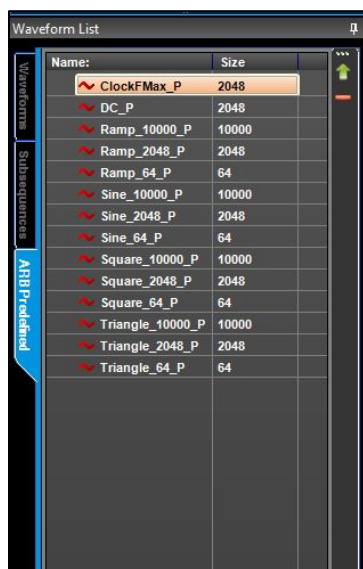 Waveform List
Waveforms
Subsequences
ARB Predefined
Name: Size
ClockFMax_P 2048
DC_P 2048
Ramp_10000_P 10000
Ramp_2048_P 2048
Ramp_64_P 64
Sine_10000_P 10000
Sine_2048_P 2048
Sine_64_P 64
Square_10000_P 10000
Square_2048_P 2048
Square_64_P 64
Triangle_10000_P 10000
Triangle_2048_P 2048
Triangle_64_P 64